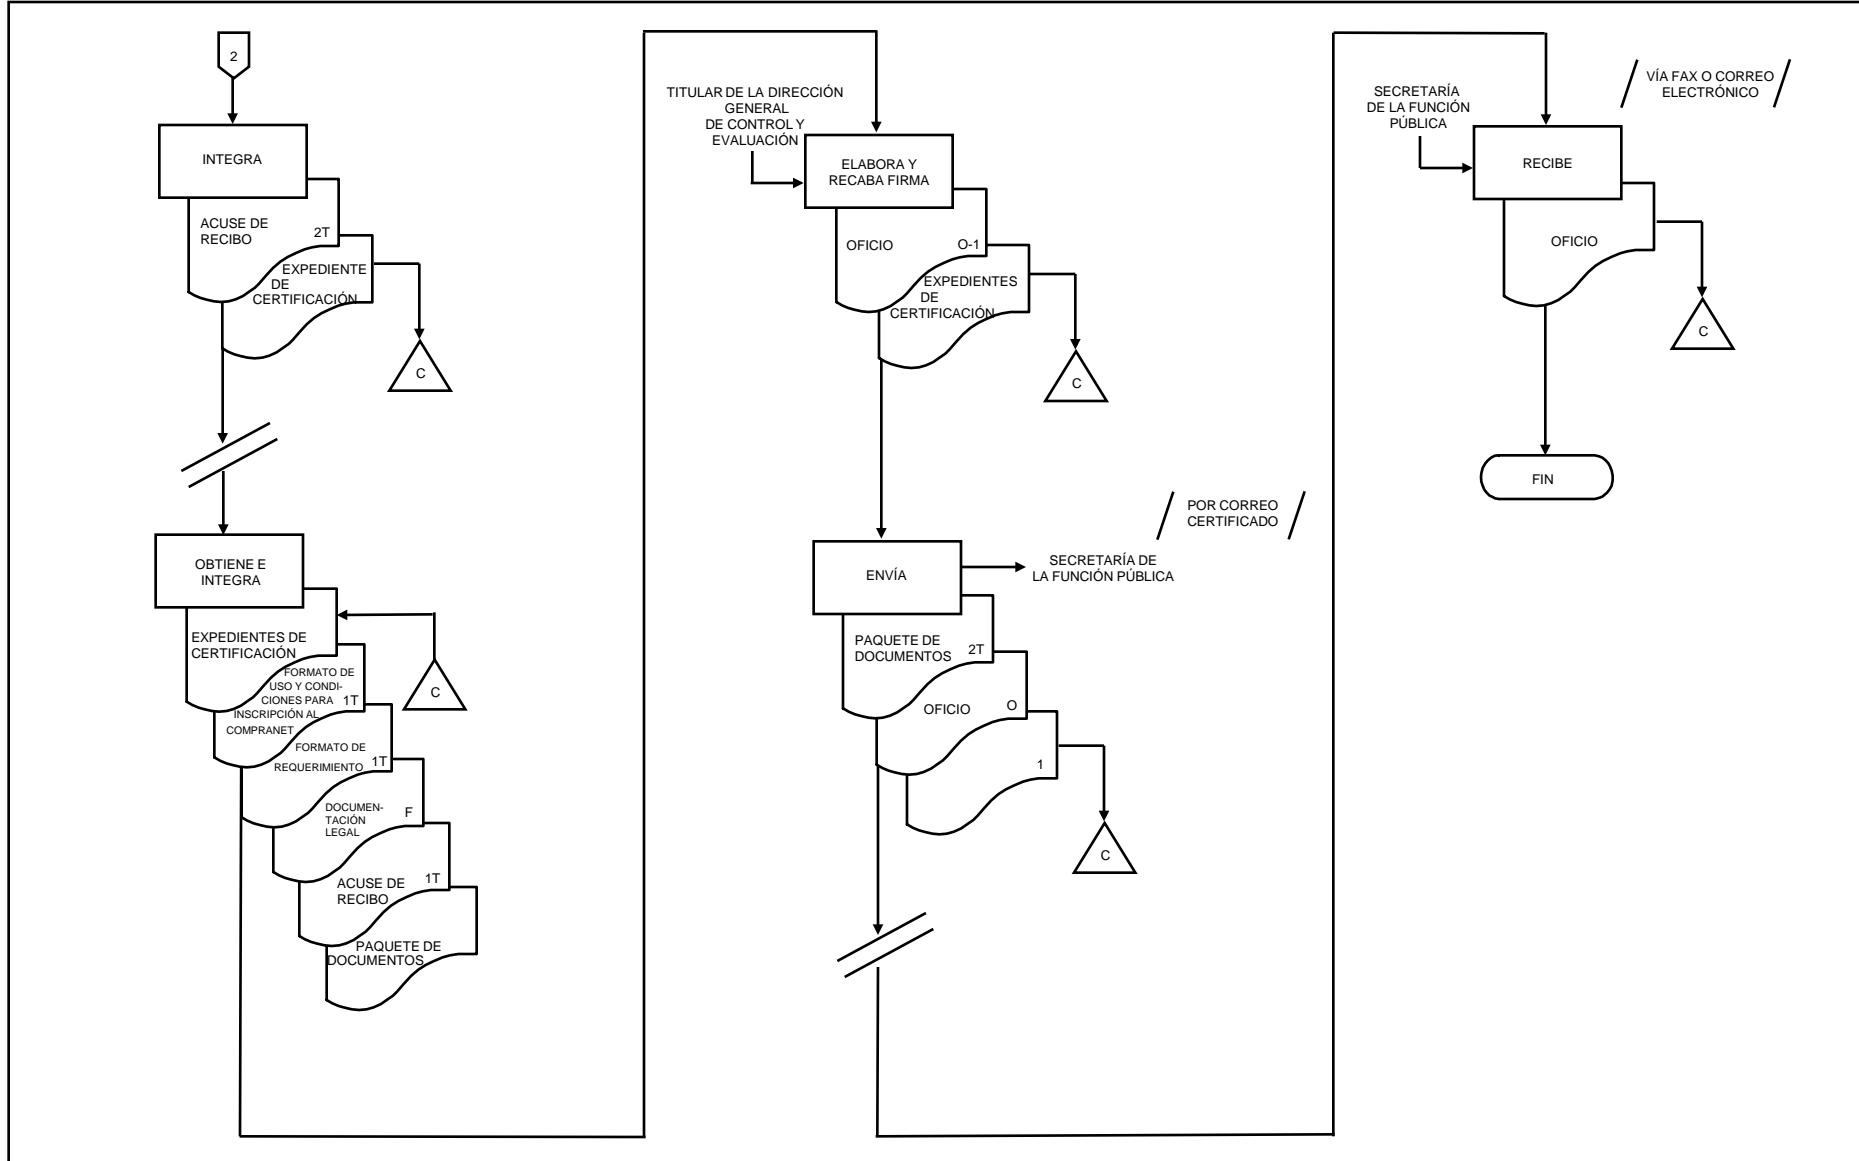 2
INTEGRA
ACUSE DE
RECIBO
2T
EXPEDIENTE
DE
CERTIFICACIÓN
C
OBTIENE E
INTEGRA
EXPEDIENTES DE
CERTIFICACIÓN
C
FORMATO DE
USO Y CONDI-
CIONES PARA
1T
INSCRIPCIÓN AL
COMPRANET
FORMATO DE
REQUERIMIENTO
1T
DOCUMEN-
TACIÓN
LEGAL
F
ACUSE DE
RECIBO
1T
PAQUETE DE
DOCUMENTOS
TITULAR DE LA DIRECCIÓN
GENERAL
DE CONTROL Y
EVALUACIÓN
ELABORA Y
RECABA FIRMA
OFICIO
O-1
EXPEDIENTES
DE
CERTIFICACIÓN
C
POR CORREO
CERTIFICADO
ENVÍA
SECRETARÍA DE
LA FUNCIÓN PÚBLICA
PAQUETE DE
DOCUMENTOS
2T
OFICIO
O
1
C
VÍA FAX O CORREO
ELECTRÓNICO
SECRETARÍA
DE LA FUNCIÓN
PÚBLICA
RECIBE
OFICIO
C
FIN